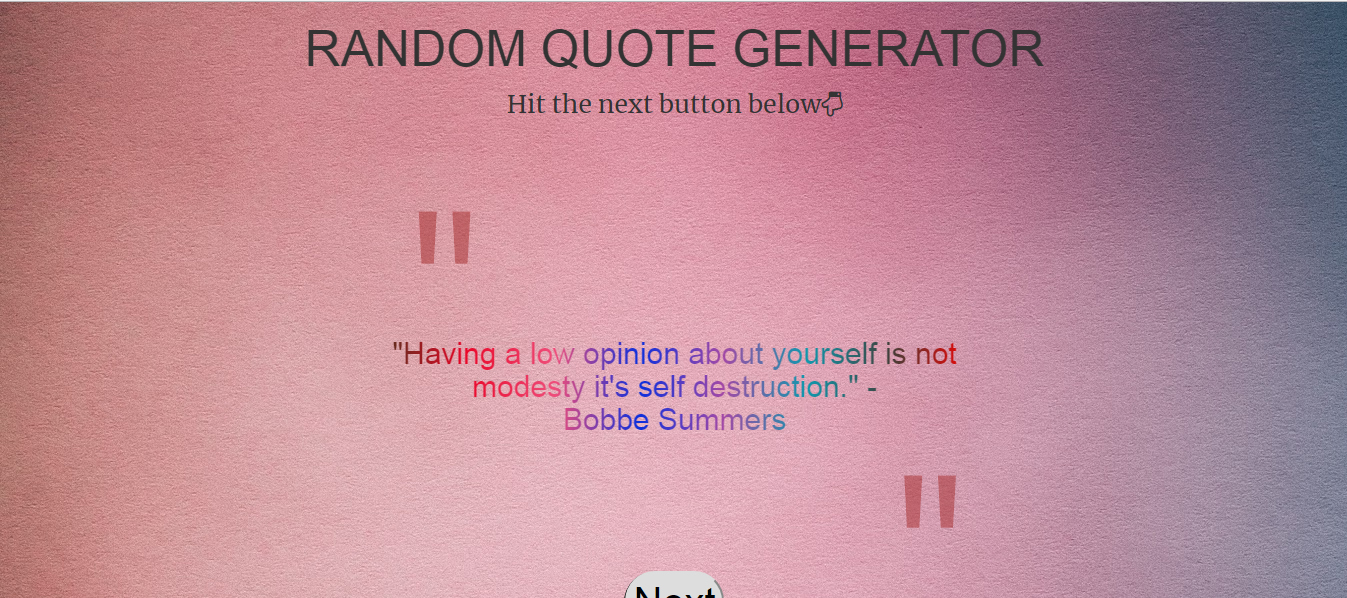 RANDOM QUOTE GENERATOR
Hit the next button below👇
"
"Having a low opinion about yourself is not
modesty it's self destruction." -
Bobbe Summers
"
Next